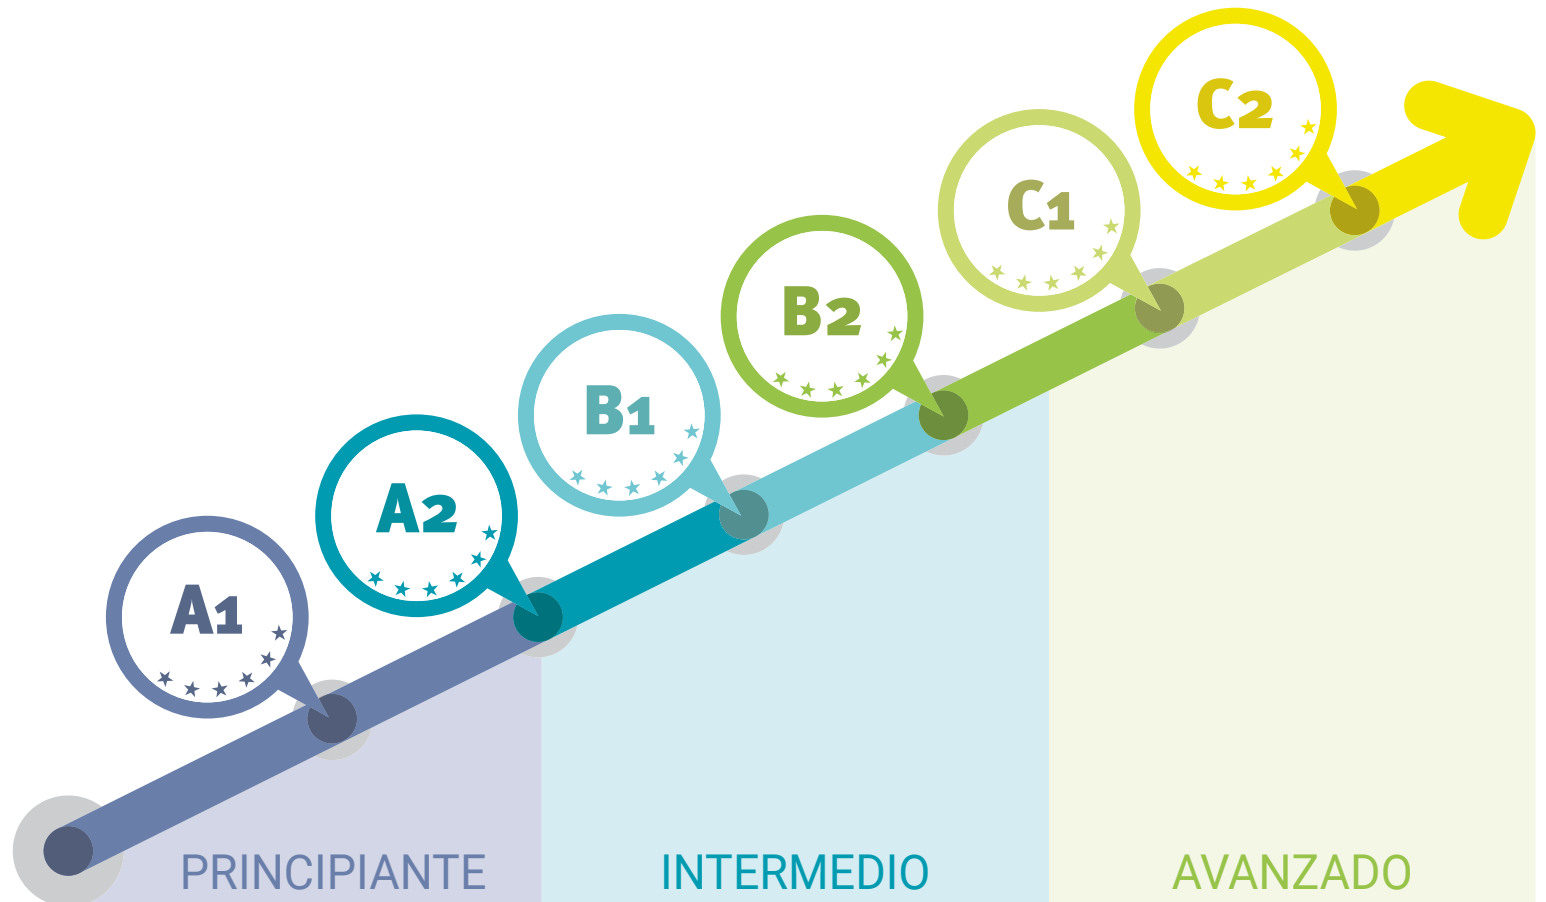 A1
A2
B1
B2
C1
C2
PRINCIPIANTE
INTERMEDIO
AVANZADO